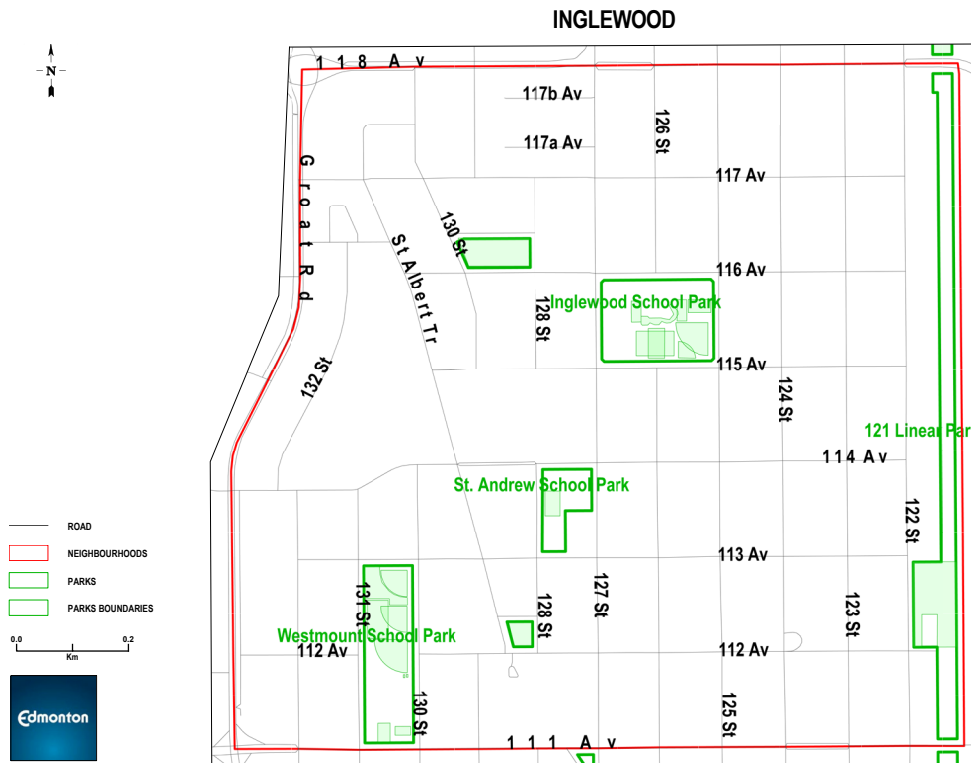 INGLEWOOD
N
118 Av
117b Av
126 St
117a Av
Groat Rd
117 Av
130 St
St Albert Tr
116 Av
Inglewood School Park
128 St
115 Av
132 St
124 St
121 Linear Par
114 Av
St. Andrew School Park
122 St
113 Av
131 St
127 St
128 St
123 St
Westmount School Park
112 Av
112 Av
130 St
125 St
111 Av
ROAD
NEIGHBOURHOODS
PARKS
PARKS BOUNDARIES
0.0 0.2
Km
Edmonton